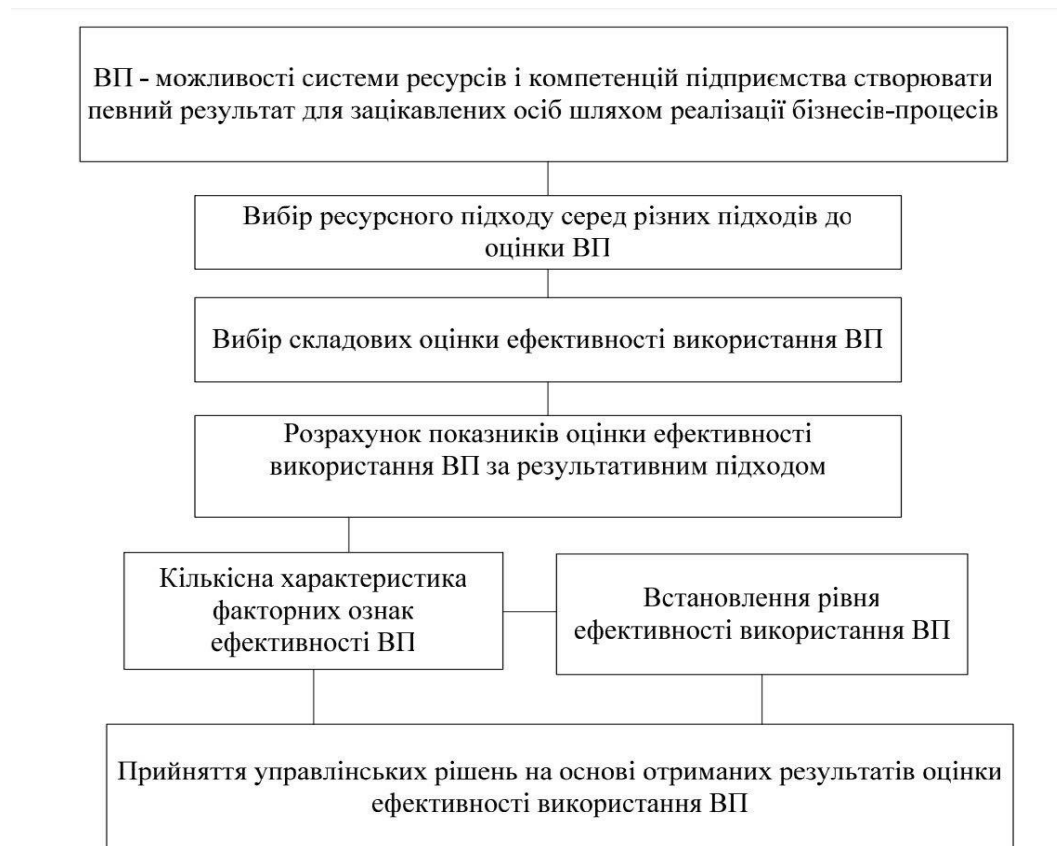 ВП - можливості системи ресурсів і компетенцій підприємства створювати
певний результат для зацікавлених осіб шляхом реалізації бізнесів-процесів
Вибір ресурсного підходу серед різних підходів до
оцінки ВП
Вибір складових оцінки ефективності використання ВП
Розрахунок показників оцінки ефективності
використання ВП за результативним підходом
Кількісна характеристика
факторних ознак
ефективності ВП
Встановлення рівня
ефективності використання ВП
Прийняття управлінських рішень на основі отриманих результатів оцінки
ефективності використання ВП